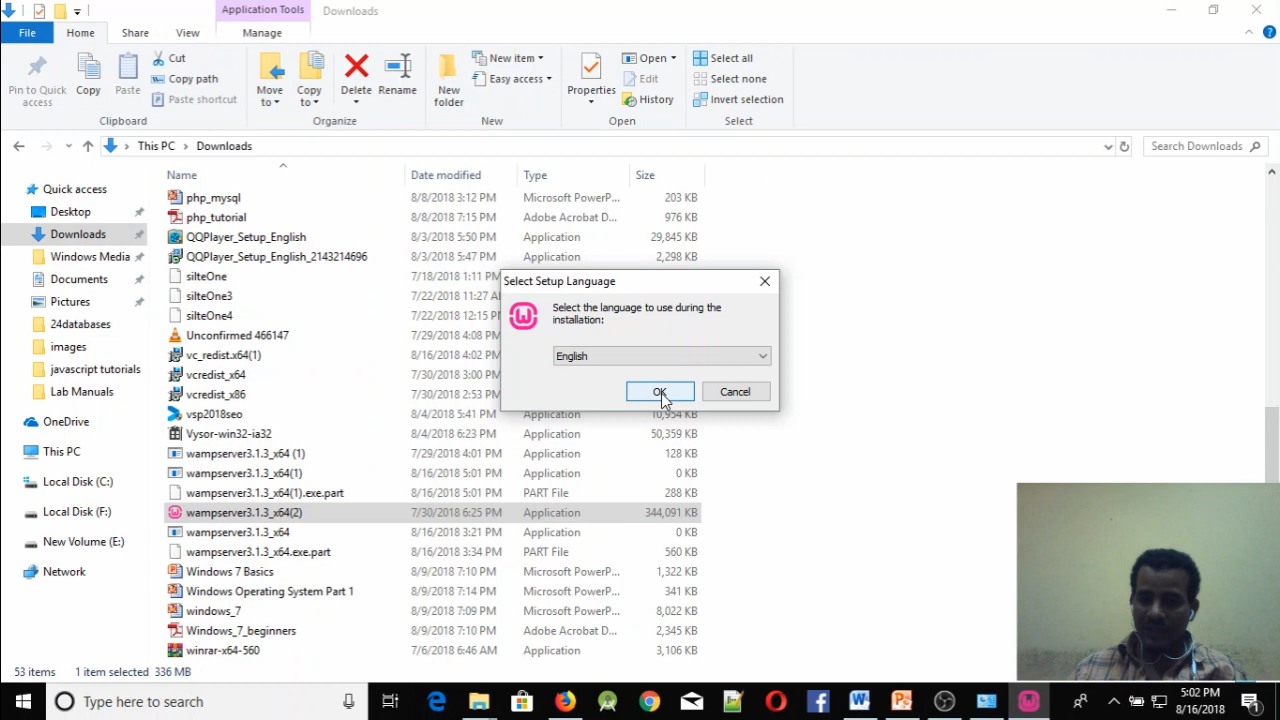 Application Tools
Downloads
File
Home
Share
View
Manage
Pin to Quick
access
Copy
Paste
Cut
Copy path
Paste shortcut
Clipboard
Move
to
Copy
to
Delete
Rename
Organize
New
folder
New item
Easy access
New
Properties
Open
Edit
History
Open
Select all
Select none
Invert selection
Select
This PC
Downloads
Search Downloads
Name
Date modified
Type
Size
Quick access
Desktop
Downloads
Windows Media
Documents
Pictures
24databases
images
javascript tutorials
Lab Manuals
OneDrive
This PC
Local Disk (C:)
Local Disk (F:)
New Volume (E:)
Network
php_mysql 8/8/2018 3:12 PM Microsoft PowerP... 203 KB
php_tutorial 8/8/2018 7:15 PM Adobe Acrobat D... 976 KB
QQPlayer_Setup_English 8/3/2018 5:50 PM Application 29,845 KB
QQPlayer_Setup_English_2143214696 8/3/2018 5:47 PM Application 2,298 KB
silteOne 7/18/2018 1:11 PM
silteOne3 7/22/2018 11:27 A
silteOne4 7/22/2018 12:15 P
Unconfirmed 466147 7/29/2018 4:08 PM
vc_redist.x64(1) 8/16/2018 4:02 PM
vcredist_x64 7/30/2018 3:00 PM
vcredist_x86 7/30/2018 2:53 PM
vsp2018seo 8/4/2018 5:41 PM Application 10,954 KB
Vysor-win32-ia32 8/4/2018 6:23 PM Application 50,359 KB
wampserver3.1.3_x64 (1) 7/29/2018 4:01 PM Application 128 KB
wampserver3.1.3_x64(1) 8/16/2018 5:01 PM Application 0 KB
wampserver3.1.3_x64(1).exe.part 8/16/2018 5:01 PM PART File 288 KB
wampserver3.1.3_x64(2) 7/30/2018 6:25 PM Application 344,091 KB
wampserver3.1.3_x64 8/16/2018 3:21 PM Application 0 KB
wampserver3.1.3_x64.exe.part 8/16/2018 3:34 PM PART File 560 KB
Windows 7 Basics 8/9/2018 7:10 PM Microsoft PowerP... 1,322 KB
Windows Operating System Part 1 8/9/2018 7:14 PM Microsoft PowerP... 341 KB
windows_7 8/9/2018 7:09 PM Microsoft PowerP... 8,022 KB
Windows_7_beginners 8/9/2018 7:10 PM Adobe Acrobat D... 2,345 KB
winrar-x64-560 7/6/2018 6:46 AM Application 3,106 KB
Select Setup Language
Select the language to use during the
installation:
English
OK
Cancel
53 items 1 item selected 336 MB
Type here to search
5:02 PM
8/16/2018
1